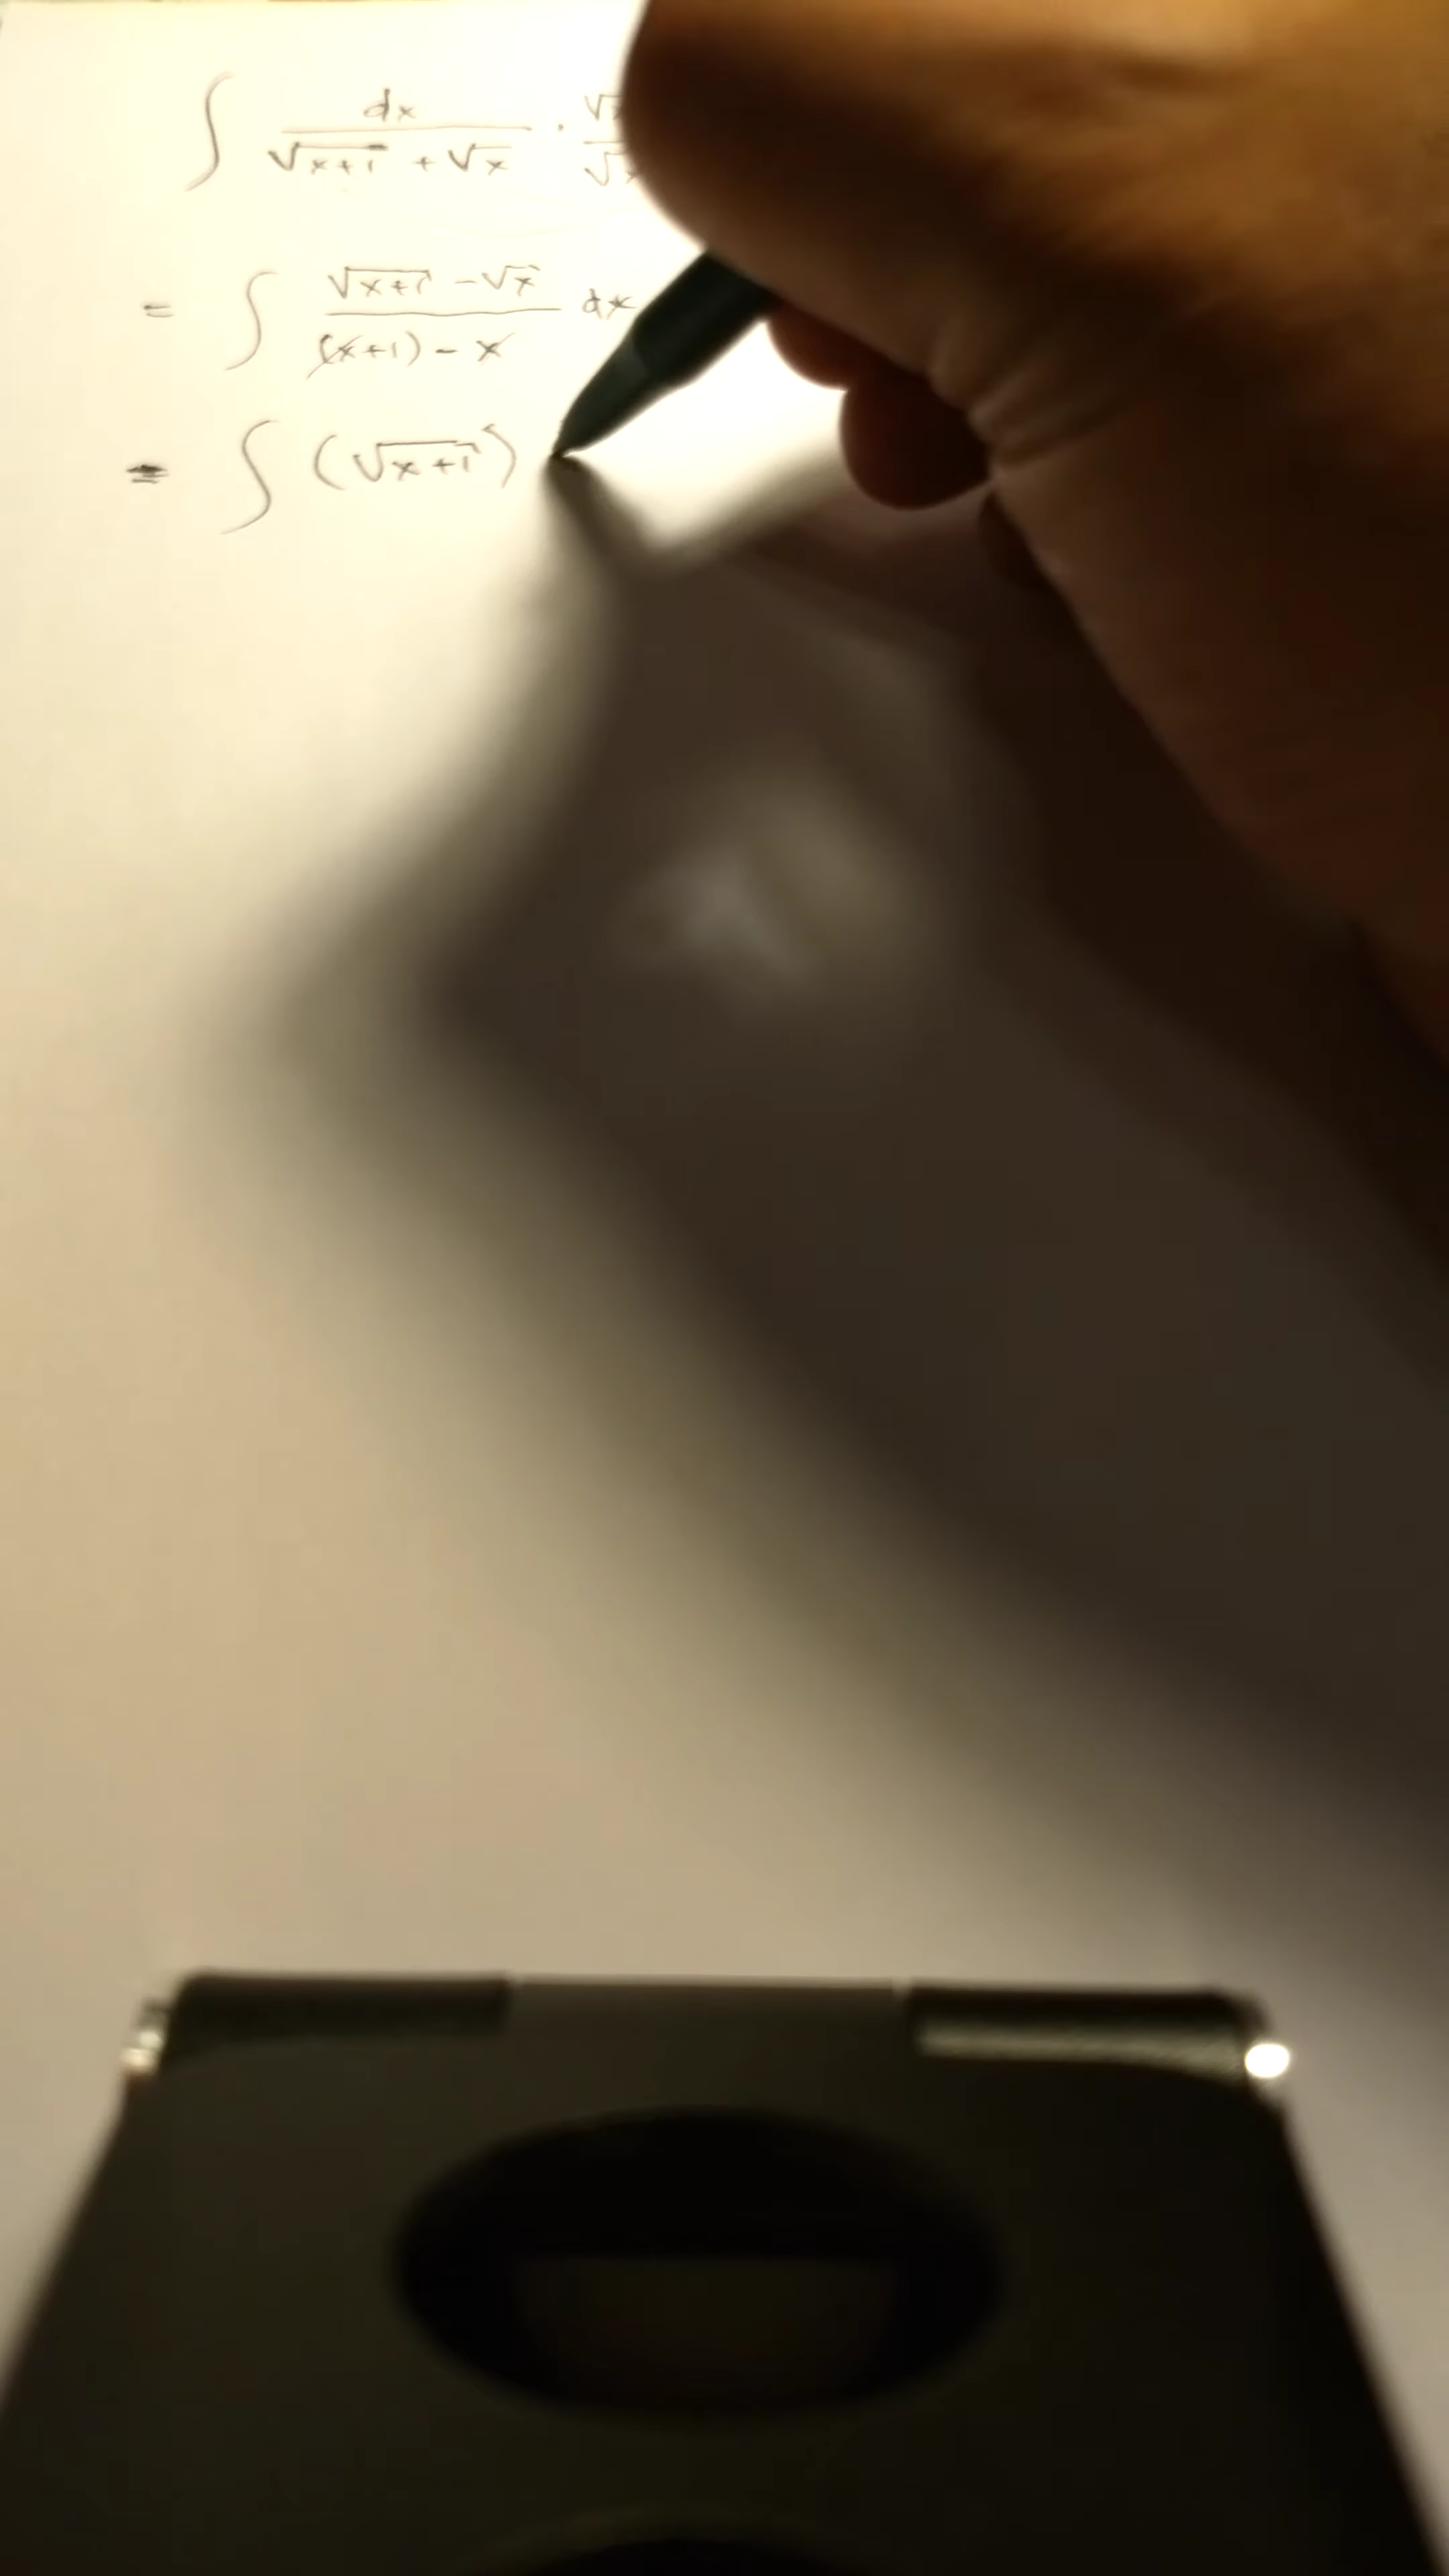 ∫ dx / (√(x+1) + √x) · √ / √
= ∫ (√(x+1) - √x) / ((x+1) - x) dx
= ∫ (√(x+1))